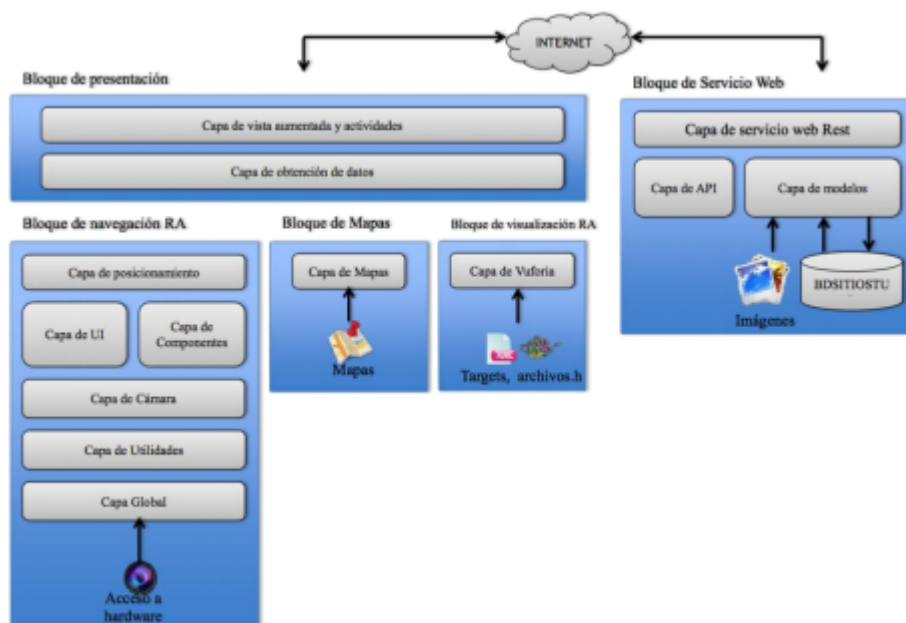 INTERNET
Bloque de presentación
Capa de vista aumentada y actividades
Capa de obtención de datos
Bloque de Servicio Web
Capa de servicio web Rest
Capa de API
Capa de modelos
Imágenes
BDSITIOSTU
Bloque de navegación RA
Capa de posicionamiento
Capa de UI
Capa de
Componentes
Capa de Cámara
Capa de Utilidades
Capa Global
Acceso a
hardware
Bloque de Mapas
Capa de Mapas
Mapas
Bloque de visualización RA
Capa de Vuforia
Targets, archivos.h